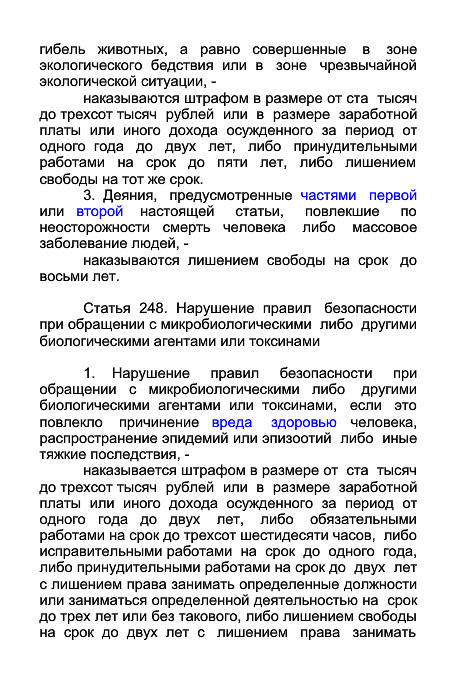 гибель животных, а равно совершенные в зоне
экологического бедствия или в зоне чрезвычайной
экологической ситуации, -
наказываются штрафом в размере от ста тысяч
до трехсот тысяч рублей или в размере заработной
платы или иного дохода осужденного за период от
одного года до двух лет, либо принудительными
работами на срок до пяти лет, либо лишением
свободы на тот же срок.
3. Деяния, предусмотренные частями первой
или второй настоящей статьи, повлекшие по
неосторожности смерть человека либо массовое
заболевание людей, -
наказываются лишением свободы на срок до
восьми лет.
Статья 248. Нарушение правил безопасности
при обращении с микробиологическими либо другими
биологическими агентами или токсинами
1. Нарушение правил безопасности при
обращении с микробиологическими либо другими
биологическими агентами или токсинами, если это
повлекло причинение вреда здоровью человека,
распространение эпидемий или эпизоотий либо иные
тяжкие последствия, -
наказывается штрафом в размере от ста тысяч
до трехсот тысяч рублей или в размере заработной
платы или иного дохода осужденного за период от
одного года до двух лет, либо обязательными
работами на срок до трехсот шестидесяти часов, либо
исправительными работами на срок до одного года,
либо принудительными работами на срок до двух лет
с лишением права занимать определенные должности
или заниматься определенной деятельностью на срок
до трех лет или без такового, либо лишением свободы
на срок до двух лет с лишением права занимать